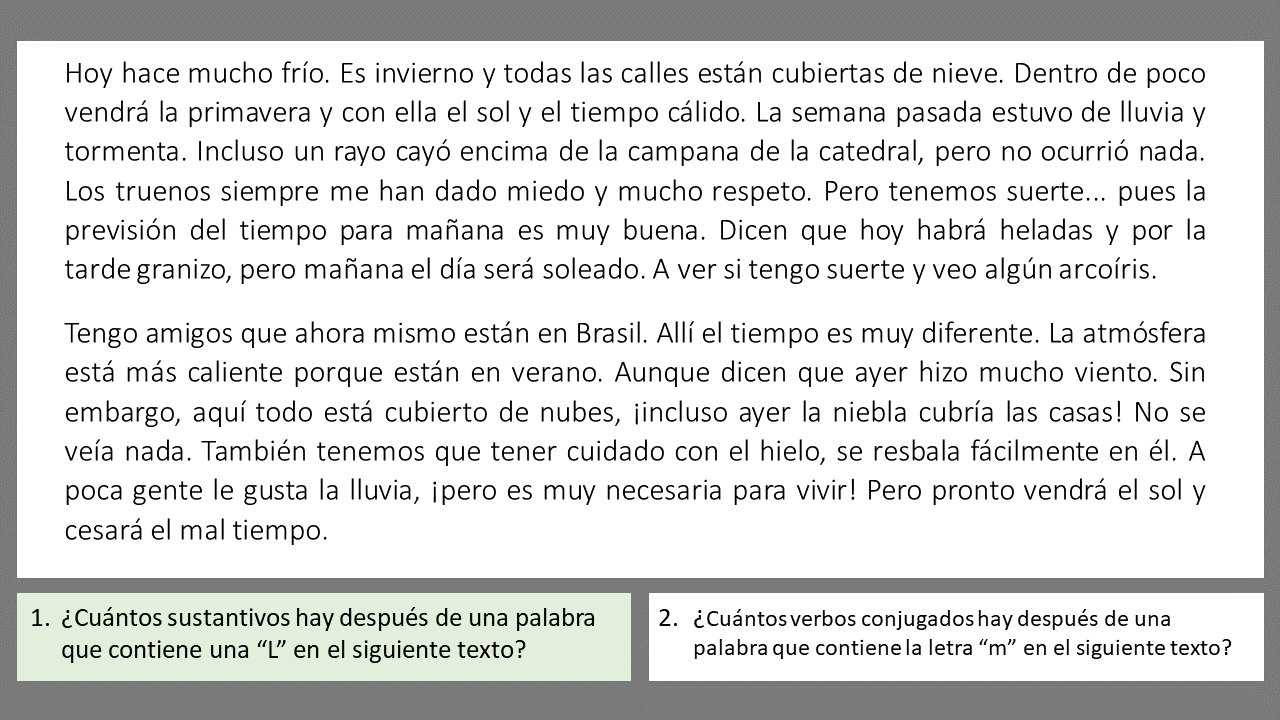 Hoy hace mucho frío. Es invierno y todas las calles están cubiertas de nieve. Dentro de poco
vendrá la primavera y con ella el sol y el tiempo cálido. La semana pasada estuvo de lluvia y
tormenta. Incluso un rayo cayó encima de la campana de la catedral, pero no ocurrió nada.
Los truenos siempre me han dado miedo y mucho respeto. Pero tenemos suerte... pues la
previsión del tiempo para mañana es muy buena. Dicen que hoy habrá heladas y por la
tarde granizo, pero mañana el día será soleado. A ver si tengo suerte y veo algún arcoíris.
Tengo amigos que ahora mismo están en Brasil. Allí el tiempo es muy diferente. La atmósfera
está más caliente porque están en verano. Aunque dicen que ayer hizo mucho viento. Sin
embargo, aquí todo está cubierto de nubes, ¡incluso ayer la niebla cubría las casas! No se
veía nada. También tenemos que tener cuidado con el hielo, se resbala fácilmente en él. A
poca gente le gusta la lluvia, ¡pero es muy necesaria para vivir! Pero pronto vendrá el sol y
cesará el mal tiempo.
1. ¿Cuántos sustantivos hay después de una palabra
que contiene una “L” en el siguiente texto?
2. ¿Cuántos verbos conjugados hay después de una
palabra que contiene la letra “m” en el siguiente texto?